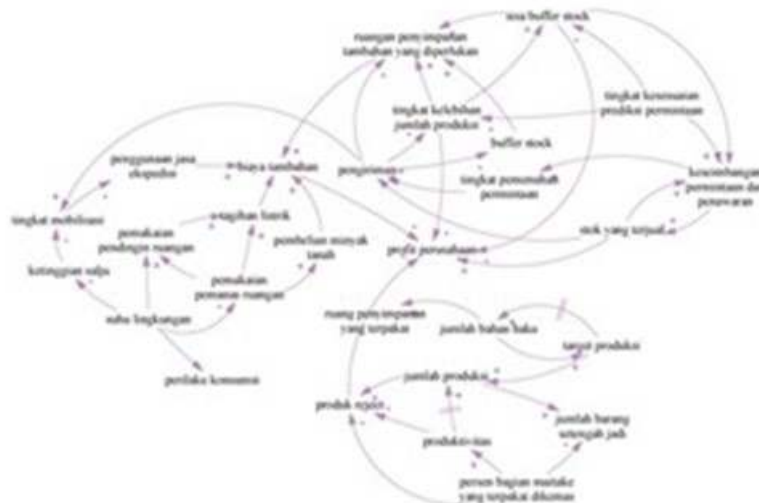 sisa buffer stock
ruangan penyimpanan
tambahan yang diperlukan
tingkat kelebihan
jumlah produksi
tingkat kesesuaian
prediksi permintaan
buffer stock
penggunaan jasa
ekspedisi
biaya tambahan
pengiriman
tingkat pemenuhan
permintaan
keseimbangan
permintaan dan
penawaran
tingkat mobilisasi
pemakaian
pendingin ruangan
tagihan listrik
pembelian minyak
tanah
profit perusahaan
stok yang terjual
ketinggian salju
pemakaian
pemanas ruangan
suhu lingkungan
perilaku konsumsi
ruang penyimpanan
yang terpakai
jumlah bahan baku
target produksi
jumlah produksi
produk reject
jumlah barang
setengah jadi
produktivitas
persen bagian
yang terpakai dikemas